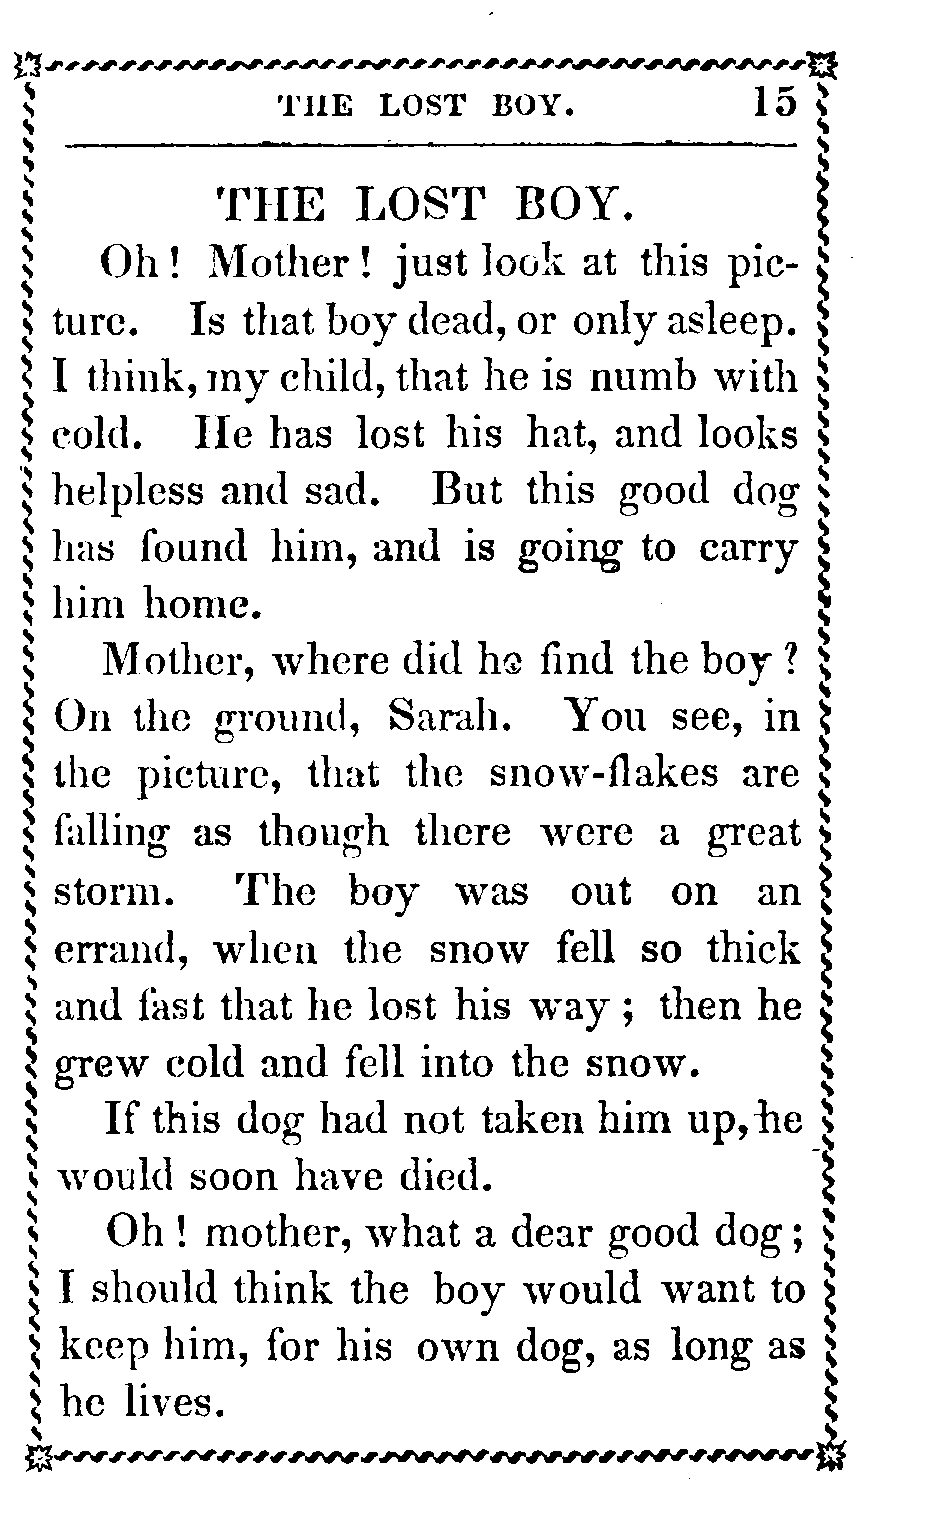 THE LOST BOY. 15
THE LOST BOY.
Oh! Mother! just look at this pic-
ture. Is that boy dead, or only asleep.
I think, my child, that he is numb with
cold. He has lost his hat, and looks
helpless and sad. But this good dog
has found him, and is going to carry
him home.
Mother, where did he find the boy?
On the ground, Sarah. You see, in
the picture, that the snow-flakes are
falling as though there were a great
storm. The boy was out on an
errand, when the snow fell so thick
and fast that he lost his way; then he
grew cold and fell into the snow.
If this dog had not taken him up, he
would soon have died.
Oh! mother, what a dear good dog;
I should think the boy would want to
keep him, for his own dog, as long as
he lives.